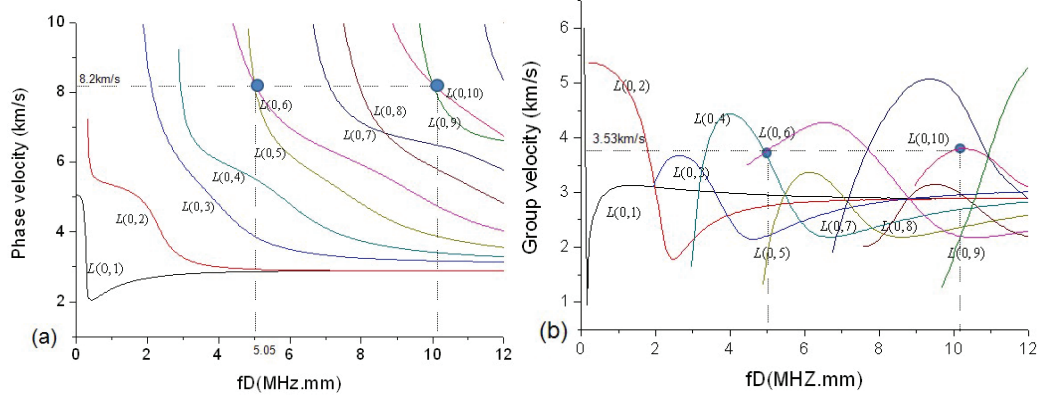 Phase velocity (km/s)
10
8
6
4
2
8.2km/s
L(0,6)
L(0,10)
L(0,8)
L(0,9)
L(0,7)
L(0,5)
L(0,4)
L(0,3)
L(0,2)
L(0,1)
0
2
4
5.05
6
8
10
12
(a)
fD(MHz.mm)
Group velocity (km/s)
6
5
4
3
2
1
3.53km/s
L(0,2)
L(0,4)
L(0,6)
L(0,10)
L(0,3)
L(0,1)
L(0,7)
L(0,8)
L(0,5)
L(0,9)
0
2
4
6
8
10
12
(b)
fD(MHZ.mm)